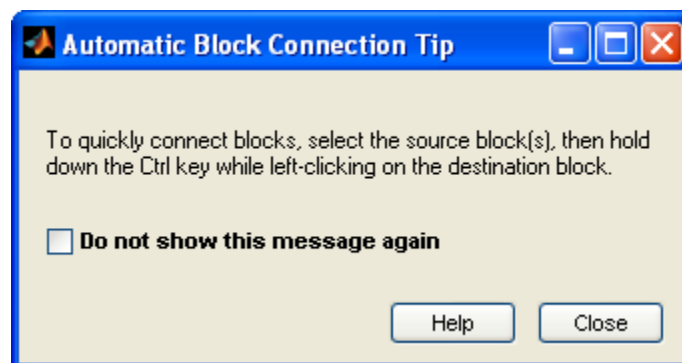 Automatic Block Connection Tip
To quickly connect blocks, select the source block(s), then hold
down the Ctrl key while left-clicking on the destination block.
Do not show this message again
Help Close